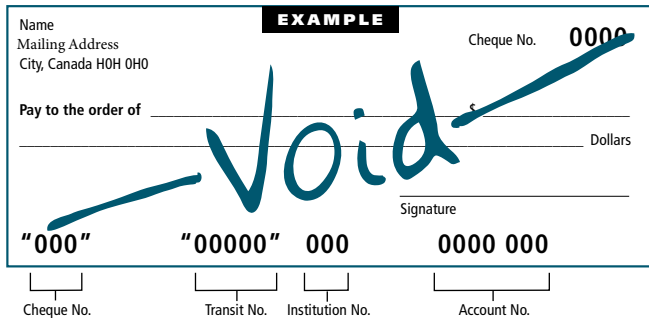 EXAMPLE
Name
Mailing Address
City, Canada H0H 0H0
Cheque No. 0000
Pay to the order of $
Dollars
Void
Signature
"000" "00000" 000 0000 000
Cheque No. Transit No. Institution No. Account No.